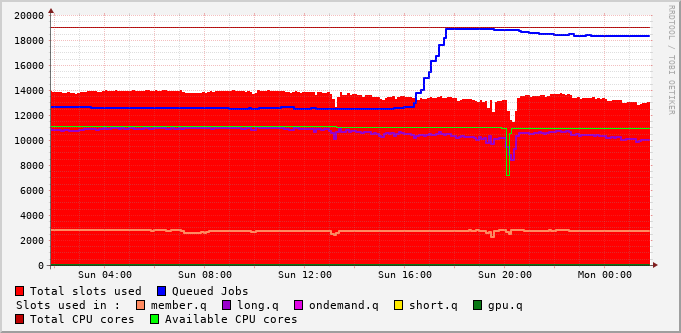 20000
18000
16000
14000
12000
10000
8000
6000
4000
2000
0
Sun 04:00 Sun 08:00 Sun 12:00 Sun 16:00 Sun 20:00 Mon 00:00
Total slots used Queued Jobs
Slots used in : member.q long.q ondemand.q short.q gpu.q
Total CPU cores Available CPU cores
RRDTOOL / TOBI OETIKER